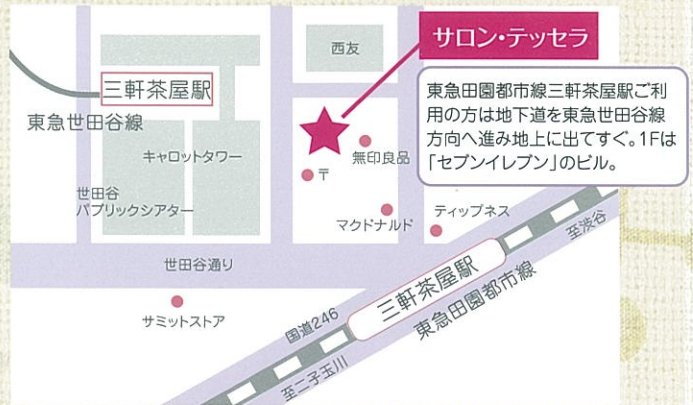 西友
サロン・テッセラ
三軒茶屋駅
東急世田谷線
東急田園都市線三軒茶屋駅ご利
用の方は地下道を東急世田谷線
方向へ進み地上に出てすぐ。1Fは
「セブンイレブン」のビル。
キャロットタワー
無印良品
〒
世田谷
パブリックシアター
マクドナルド
ティップネス
世田谷通り
至渋谷
三軒茶屋駅
東急田園都市線
サミットストア
国道246
至二子玉川